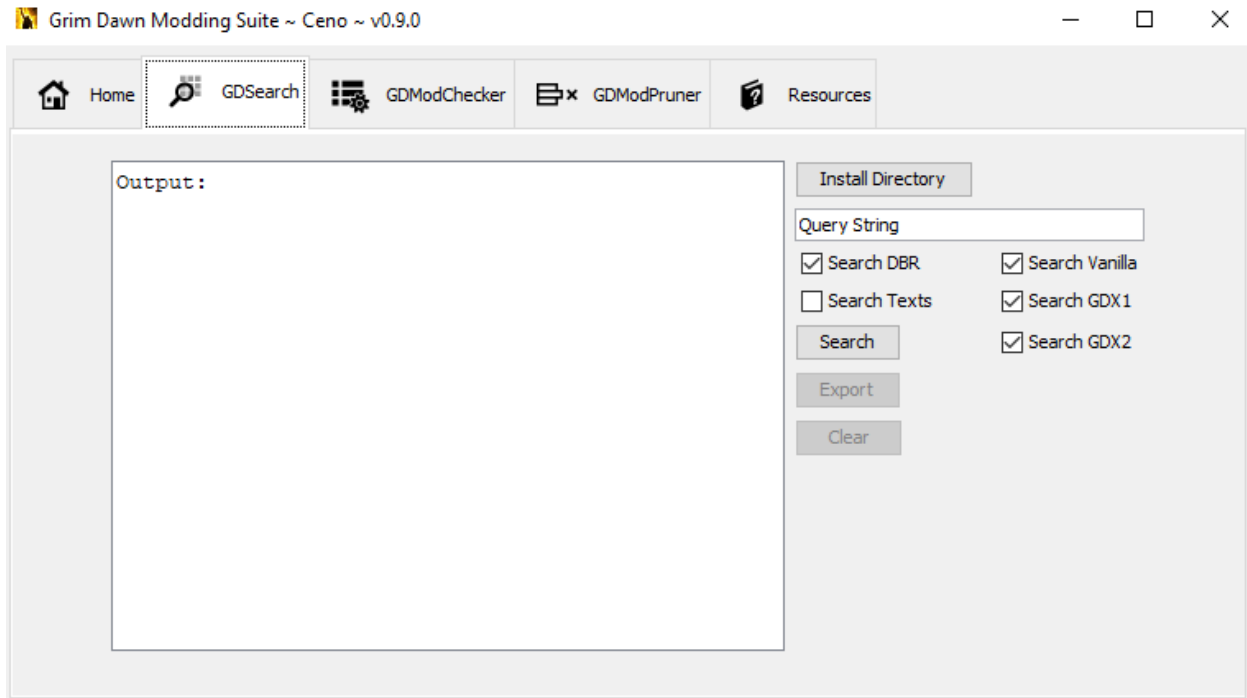 Grim Dawn Modding Suite ~ Ceno ~ v0.9.0
Home GDSearch GDModChecker GDModPruner Resources
Output:
Install Directory
Query String
Search DBR Search Vanilla
Search Texts Search GDX1
Search Search GDX2
Export
Clear